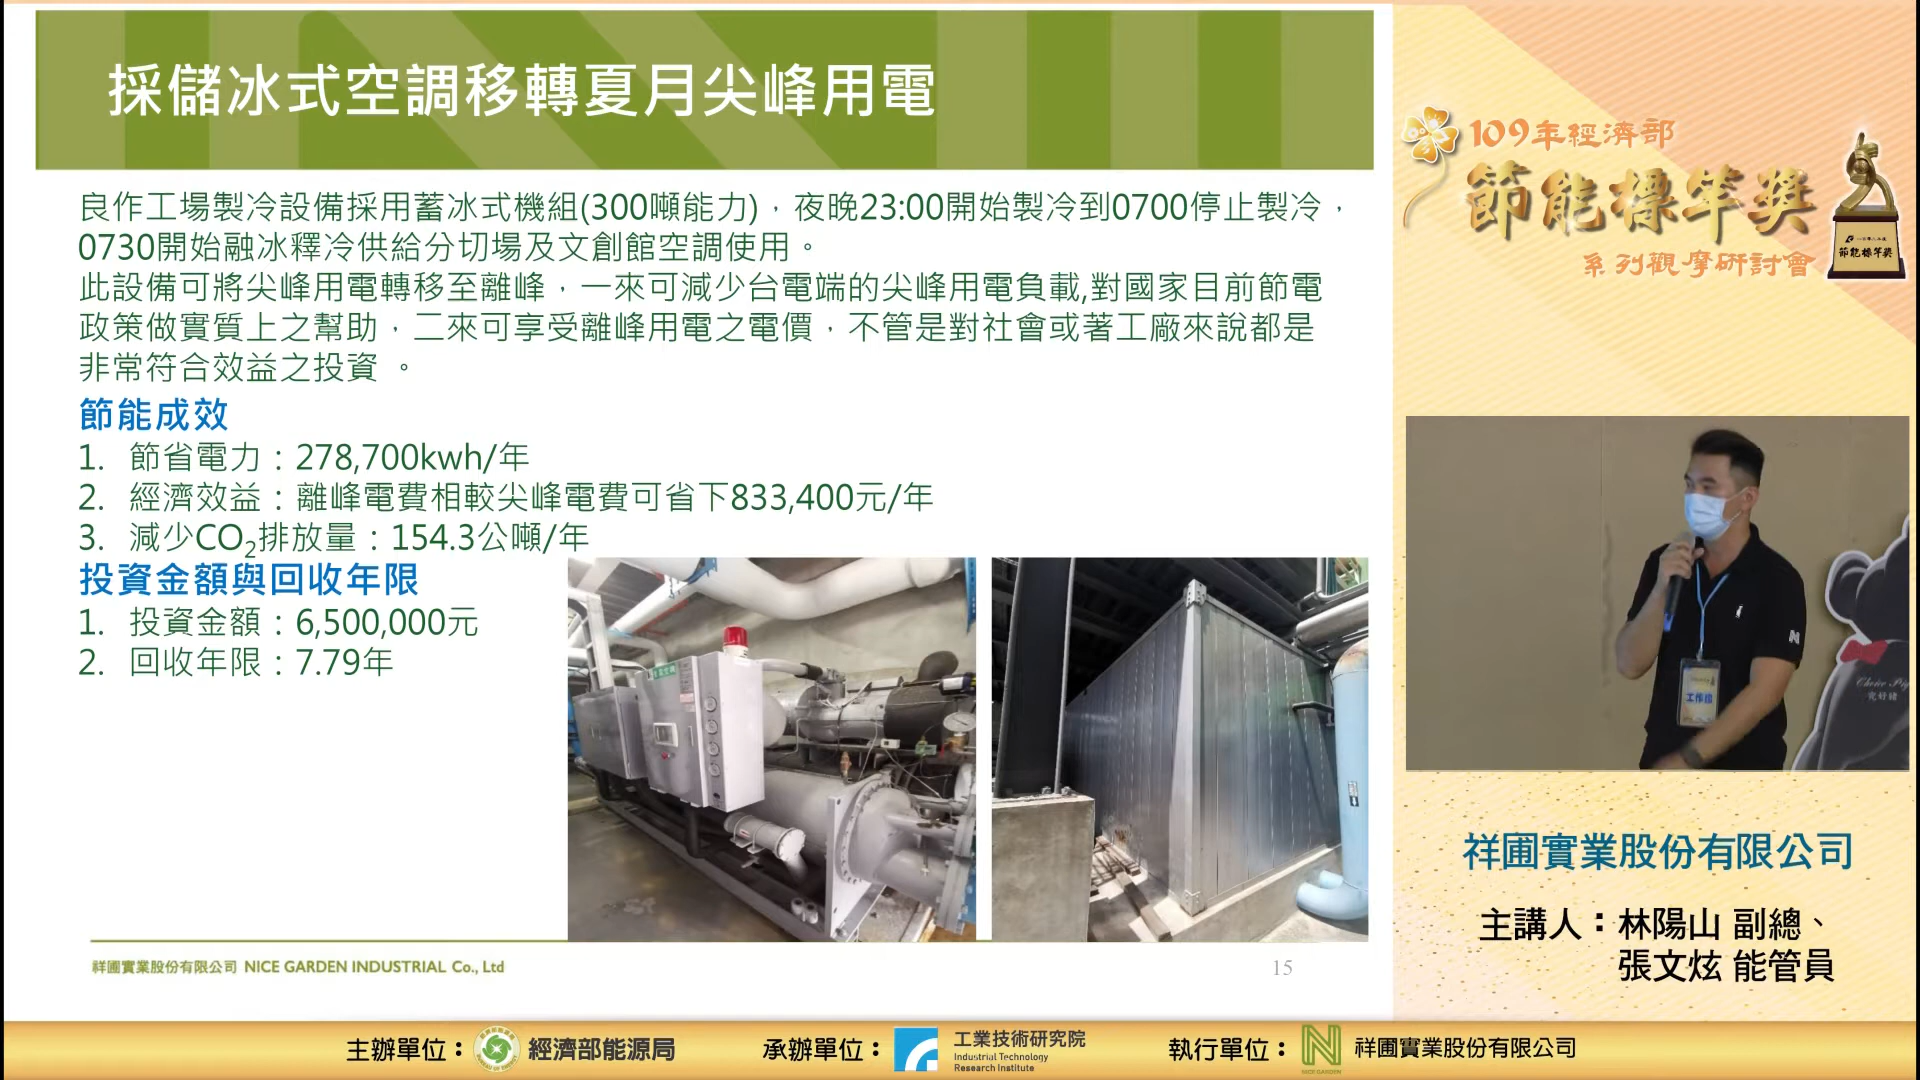 採儲冰式空調移轉夏月尖峰用電
良作工場製冷設備採用蓄冰式機組(300噸能力)，夜晚23:00開始製冷到0700停止製冷，
0730開始融冰釋冷供給分切場及文創館空調使用。
此設備可將尖峰用電轉移至離峰，一來可減少台電端的尖峰用電負載,對國家目前節電
政策做實質上之幫助，二來可享受離峰用電之電價，不管是對社會或著工廠來說都是
非常符合效益之投資 。
節能成效
1. 節省電力：278,700kwh/年
2. 經濟效益：離峰電費相較尖峰電費可省下833,400元/年
3. 減少CO₂排放量：154.3公噸/年
投資金額與回收年限
1. 投資金額：6,500,000元
2. 回收年限：7.79年
祥圃實業股份有限公司 NICE GARDEN INDUSTRIAL Co., Ltd
15
109年經濟部
節能標竿獎
系列觀摩研討會
節能標竿獎
工作證
Choice Pig
究好豬
祥圃實業股份有限公司
主講人：林陽山 副總、
張文炫 能管員
主辦單位：經濟部能源局
承辦單位：工業技術研究院
Industrial Technology
Research Institute
執行單位：祥圃實業股份有限公司
NICE GARDEN